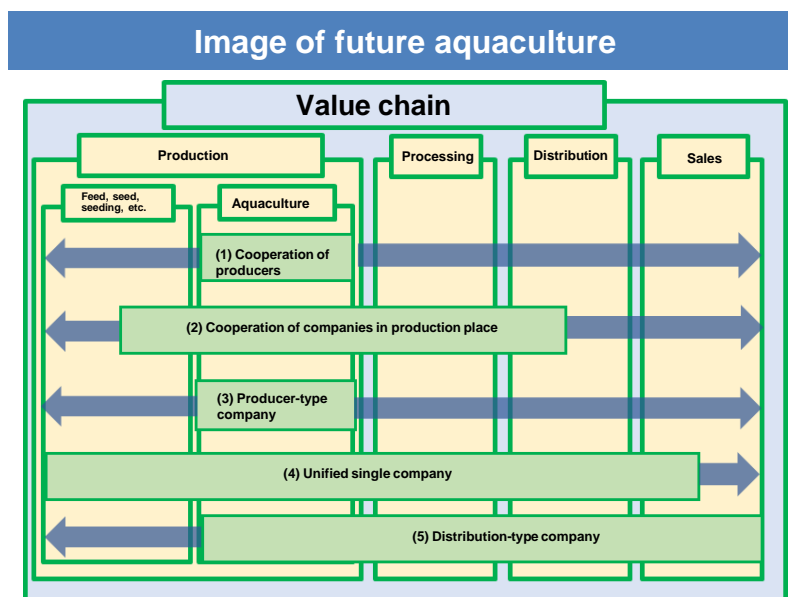 Image of future aquaculture
Value chain
Production
Processing
Distribution
Sales
Feed, seed,
seeding, etc.
Aquaculture
(1) Cooperation of
producers
(2) Cooperation of companies in production place
(3) Producer-type
company
(4) Unified single company
(5) Distribution-type company